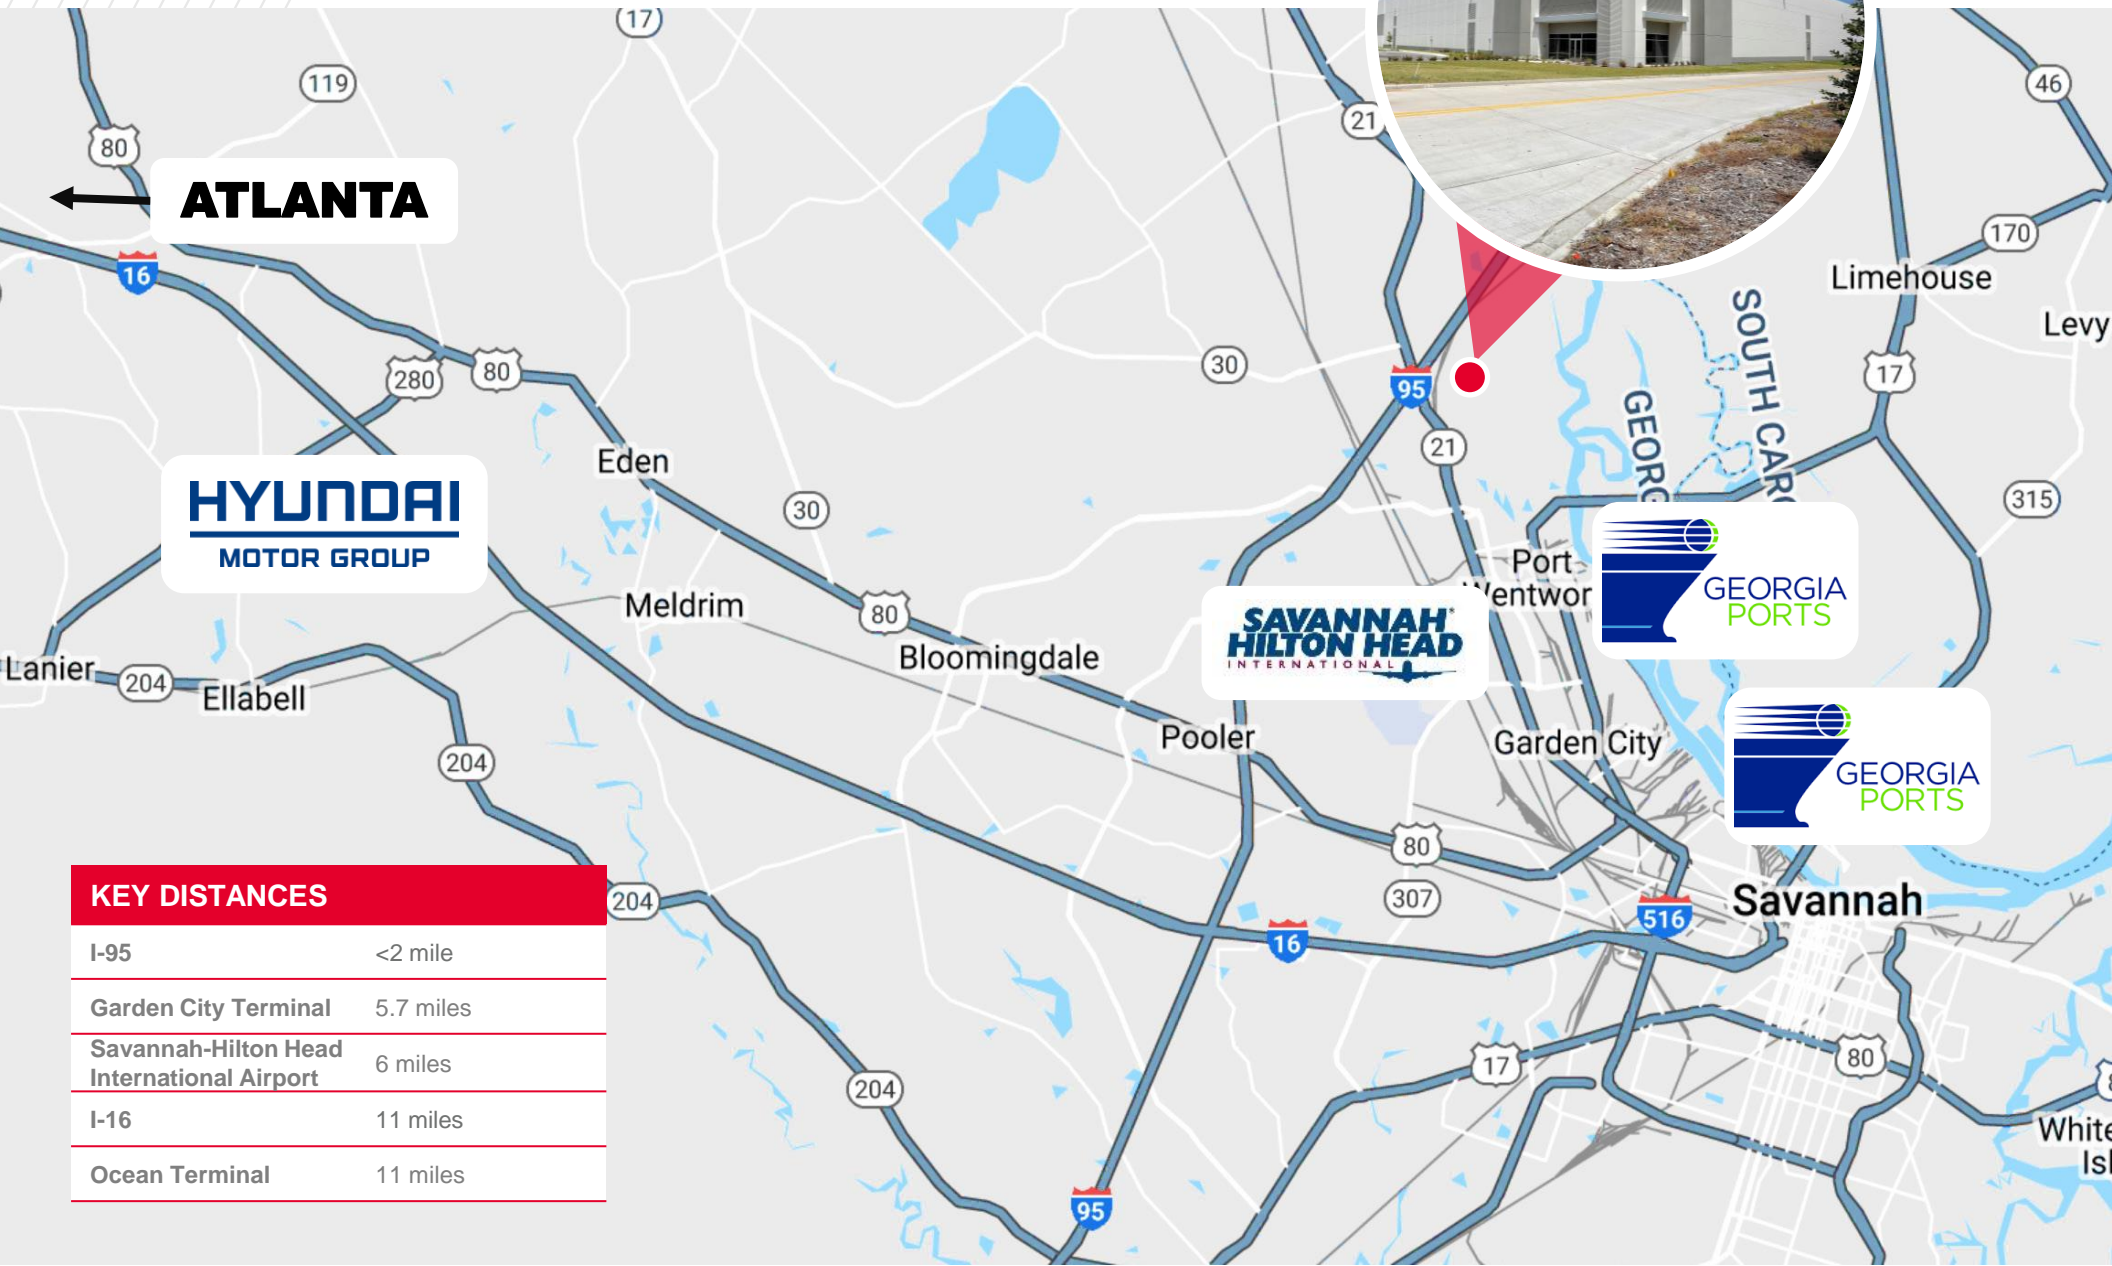 17
119
46
80
21
ATLANTA
170
16
Limehouse
SOUTH CARO
Levy
30
280
80
95
17
GEORG
21
Eden
HYUNDAI
MOTOR GROUP
30
315
Port
Wentwor
GEORGIA
PORTS
Meldrim
80
SAVANNAH
HILTON HEAD
INTERNATIONAL
Bloomingdale
Lanier
204
Ellabell
Pooler
Garden City
204
GEORGIA
PORTS
80
KEY DISTANCES
204
307
516
Savannah
I-95 <2 mile
16
Garden City Terminal 5.7 miles
Savannah-Hilton Head
International Airport 6 miles
17
80
204
I-16 11 miles
White
Isl
Ocean Terminal 11 miles
95